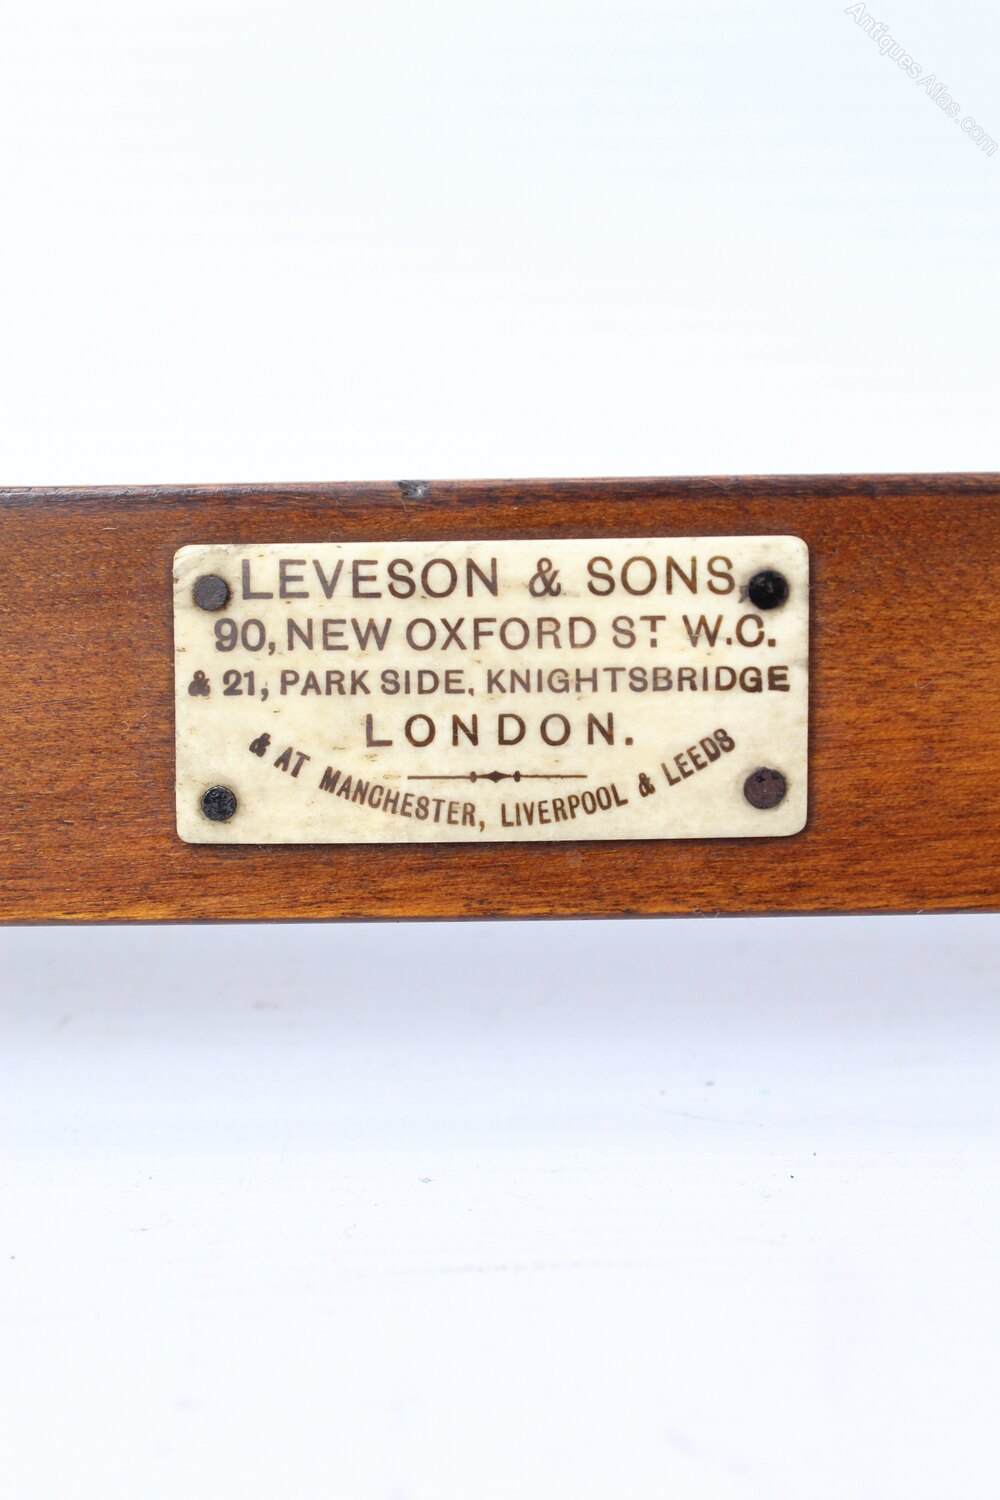 Antiques Atlas.com
LEVESON & SONS,
90, NEW OXFORD ST W.C.
& 21, PARK SIDE, KNIGHTSBRIDGE
LONDON.
& AT MANCHESTER, LIVERPOOL & LEEDS